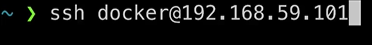 ~ ❯ ssh docker@192.168.59.101